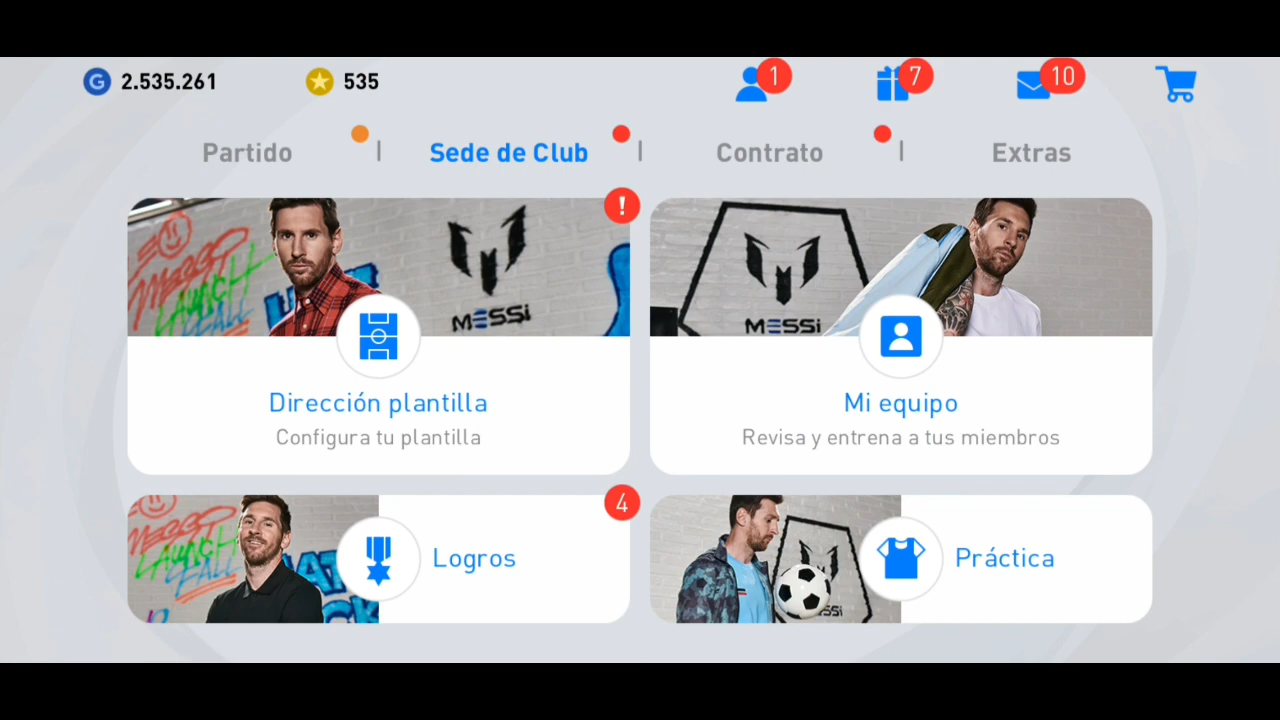 G 2.535.261 535 1 7 10
Partido Sede de Club Contrato Extras
!
MESSI
MESSI
Dirección plantilla
Configura tu plantilla
Mi equipo
Revisa y entrena a tus miembros
4
Logros
Práctica